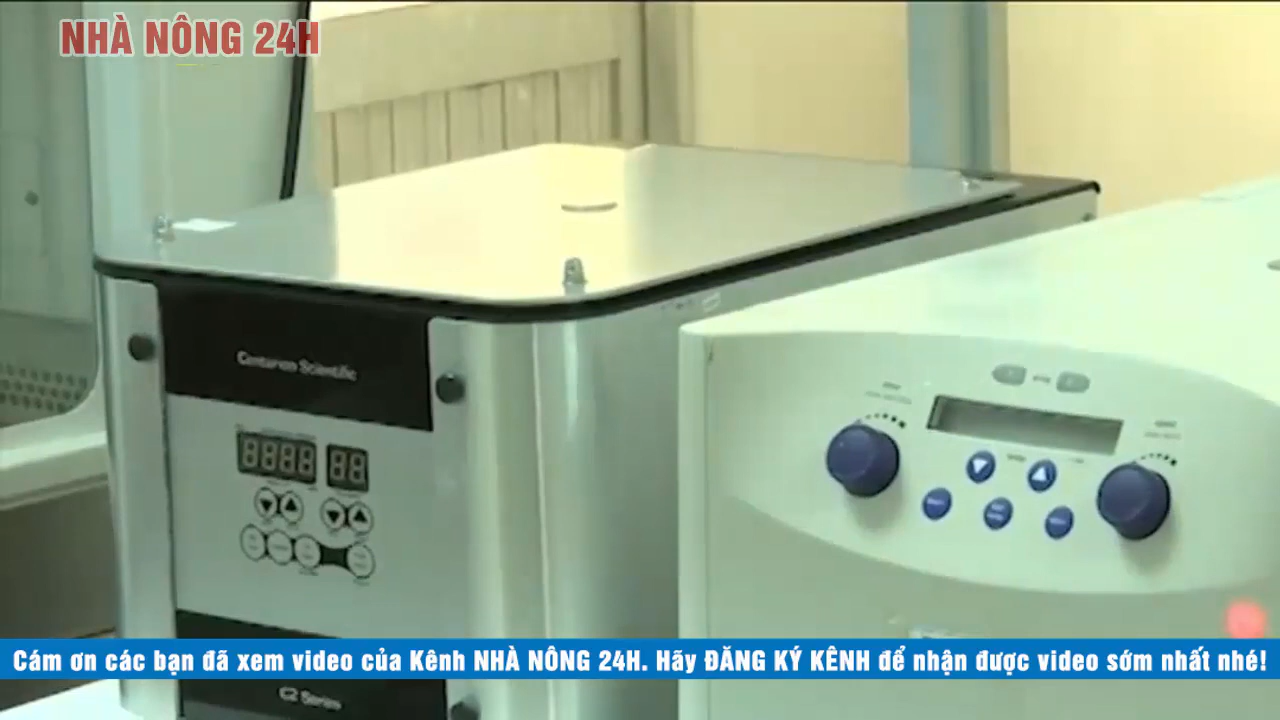 NHÀ NÔNG 24H
Centurion Scientific
C2 Series
Cám ơn các bạn đã xem video của Kênh NHÀ NÔNG 24H. Hãy ĐĂNG KÝ KÊNH để nhận được video sớm nhất nhé!